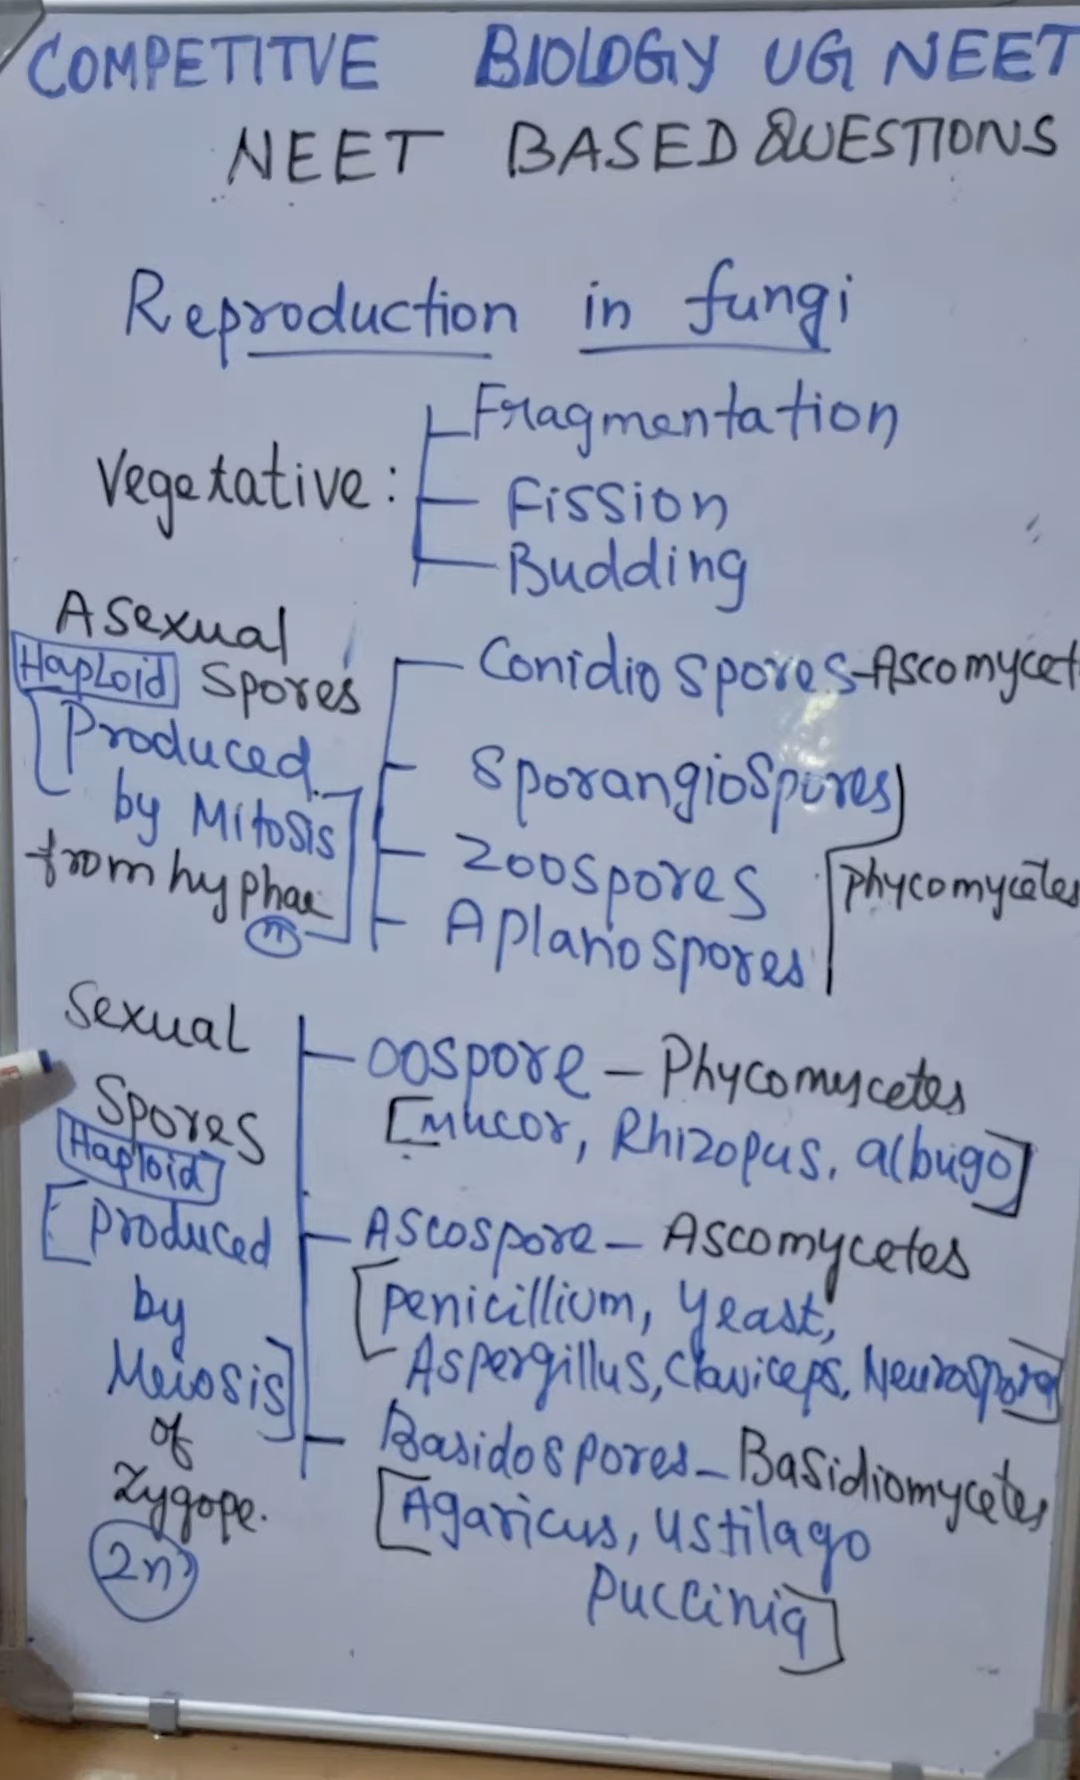 COMPETITVE BIOLOGY UG NEET
NEET BASED QUESTIONS
Reproduction in fungi
Vegetative:
Fragmentation
Fission
Budding
Asexual
Haploid Spores
Produced
by Mitosis
from hyphae
n
Conidiospores-Ascomycet
Sporangiospores
Zoospores
Aplanospores
Phycomycetes
Sexual
Spores
Haploid
Produced
by
Meiosis
of
Zygope.
2n
Oospore - Phycomycetes
[Mucor, Rhizopus, albugo]
Ascospore - Ascomycetes
[Penicillium, Yeast,
Aspergillus, Claviceps, Neurospora]
Basidospores - Basidiomycetes
[Agaricus, Ustilago
Puccinia]